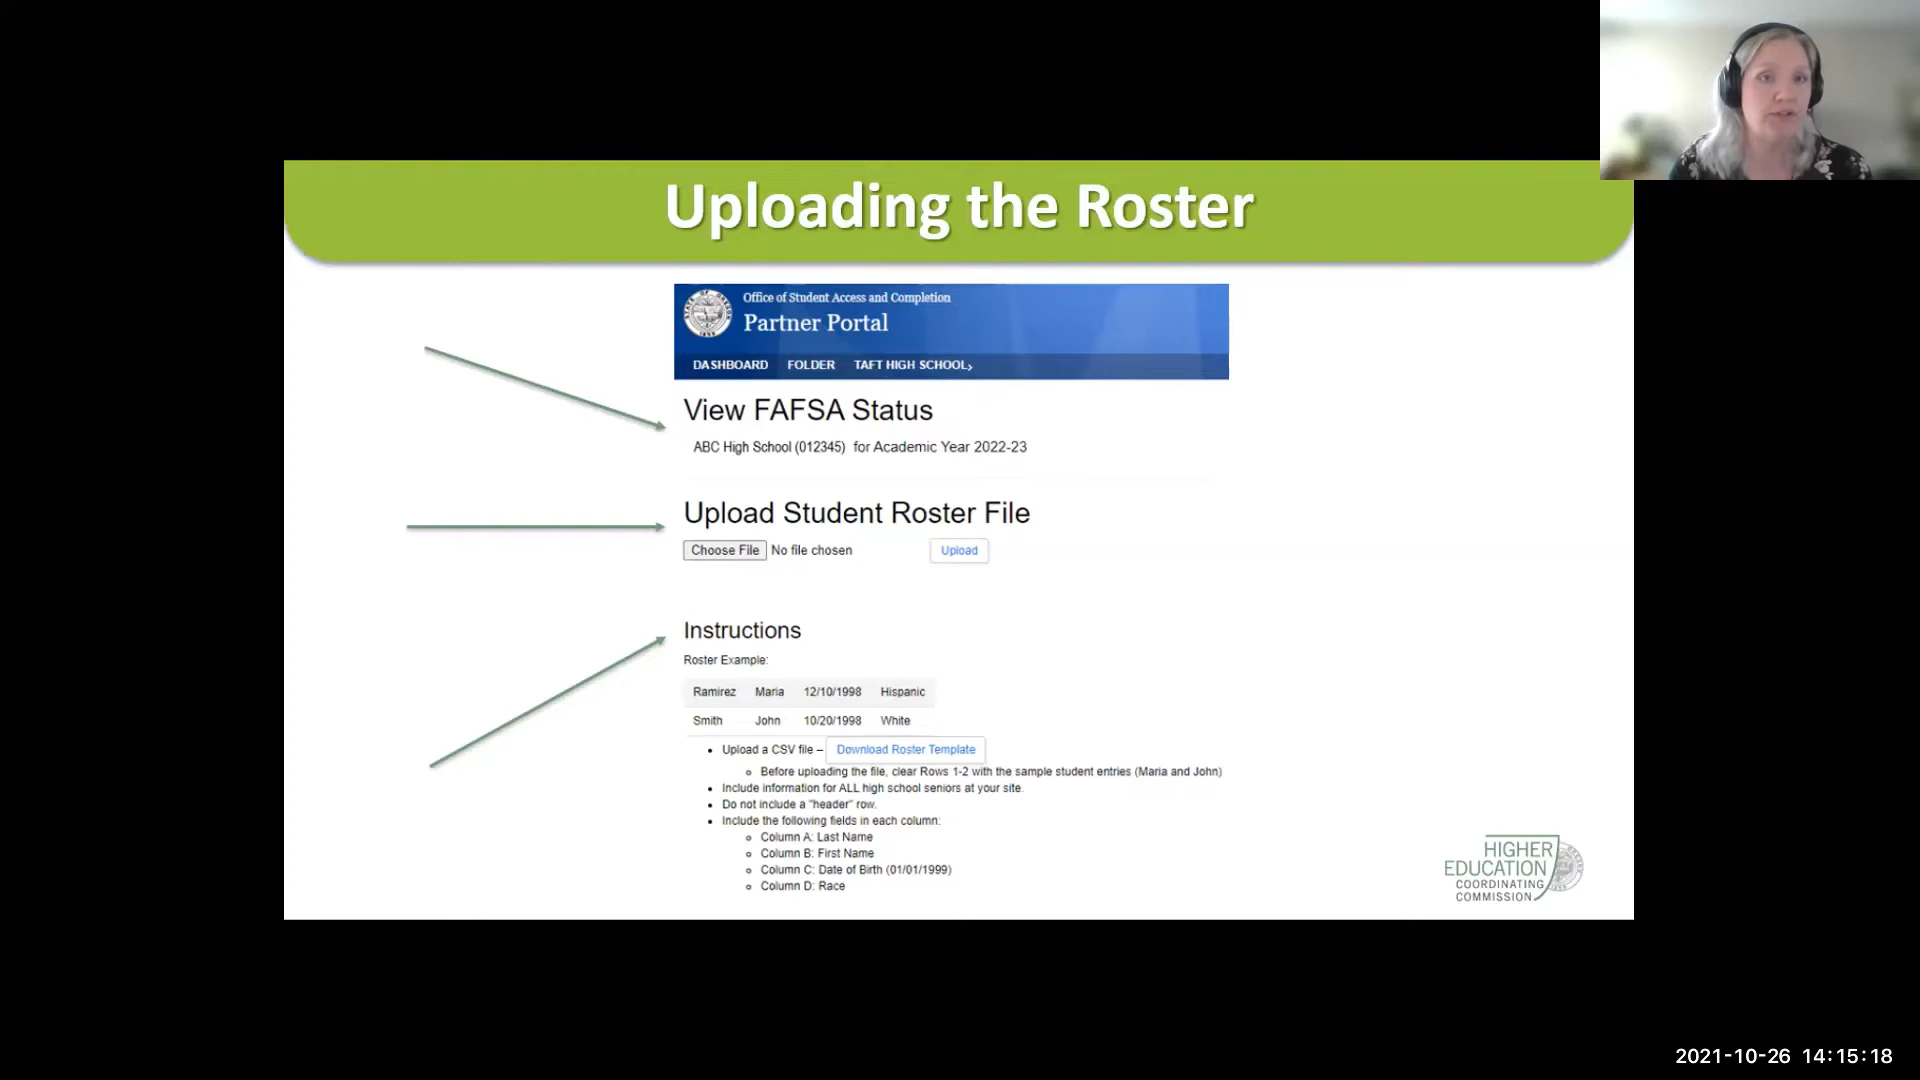 Uploading the Roster
Office of Student Access and Completion
Partner Portal
DASHBOARD FOLDER TAFT HIGH SCHOOL>
View FAFSA Status
ABC High School (012345) for Academic Year 2022-23
Upload Student Roster File
Choose File No file chosen Upload
Instructions
Roster Example:
Ramirez Maria 12/10/1998 Hispanic
Smith John 10/20/1998 White
• Upload a CSV file – Download Roster Template
o Before uploading the file, clear Rows 1-2 with the sample student entries (Maria and John)
• Include information for ALL high school seniors at your site.
• Do not include a "header" row.
• Include the following fields in each column:
o Column A: Last Name
o Column B: First Name
o Column C: Date of Birth (01/01/1999)
o Column D: Race
HIGHER
EDUCATION
COORDINATING
COMMISSION
2021-10-26 14:15:18